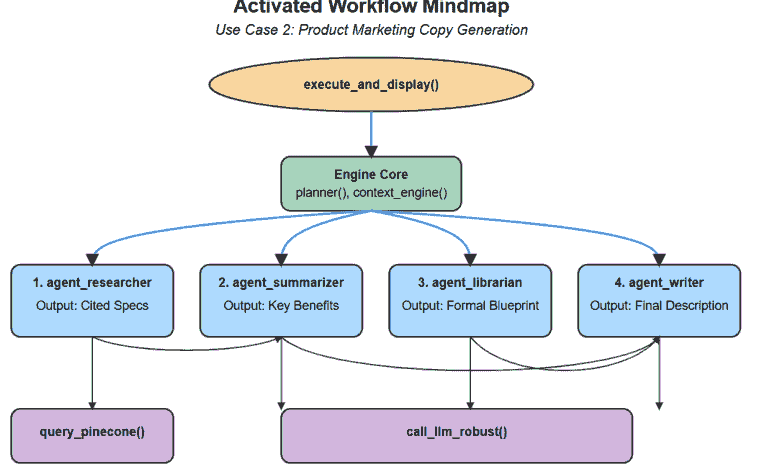 Activated Workflow Mindmap
Use Case 2: Product Marketing Copy Generation
execute_and_display()
Engine Core
planner(), context_engine()
1. agent_researcher
Output: Cited Specs
2. agent_summarizer
Output: Key Benefits
3. agent_librarian
Output: Formal Blueprint
4. agent_writer
Output: Final Description
query_pinecone()
call_llm_robust()